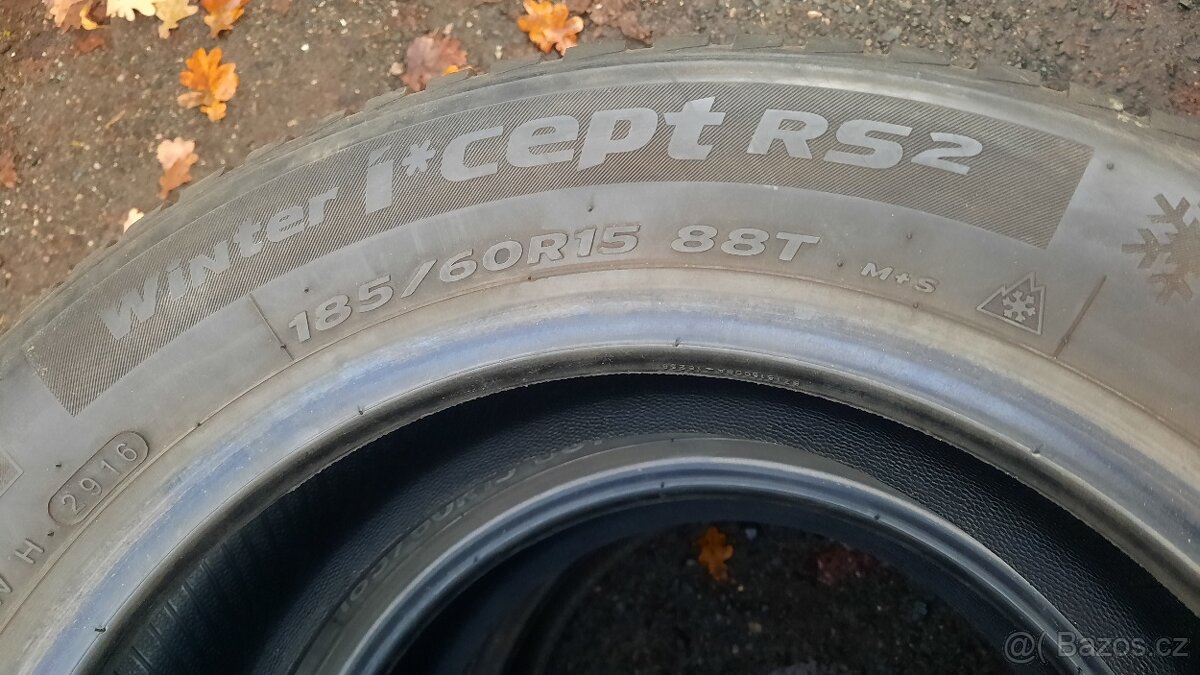 Winter i*cept RS2
185/60R15 88T M+S
2916
H
@( Bazos.cz